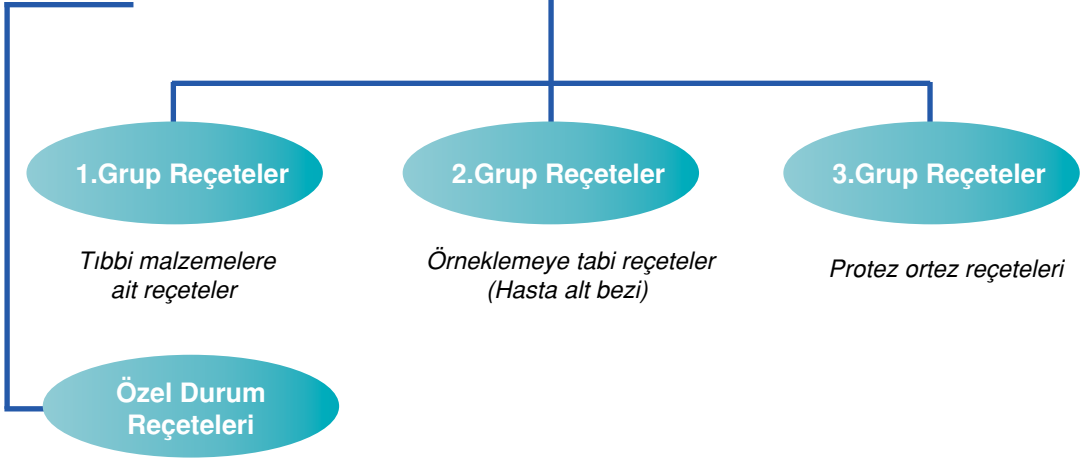 1.Grup Reçeteler
2.Grup Reçeteler
3.Grup Reçeteler
Tıbbi malzemelere
ait reçeteler
Örneklemeye tabi reçeteler
(Hasta alt bezi)
Protez ortez reçeteleri
Özel Durum
Reçeteleri